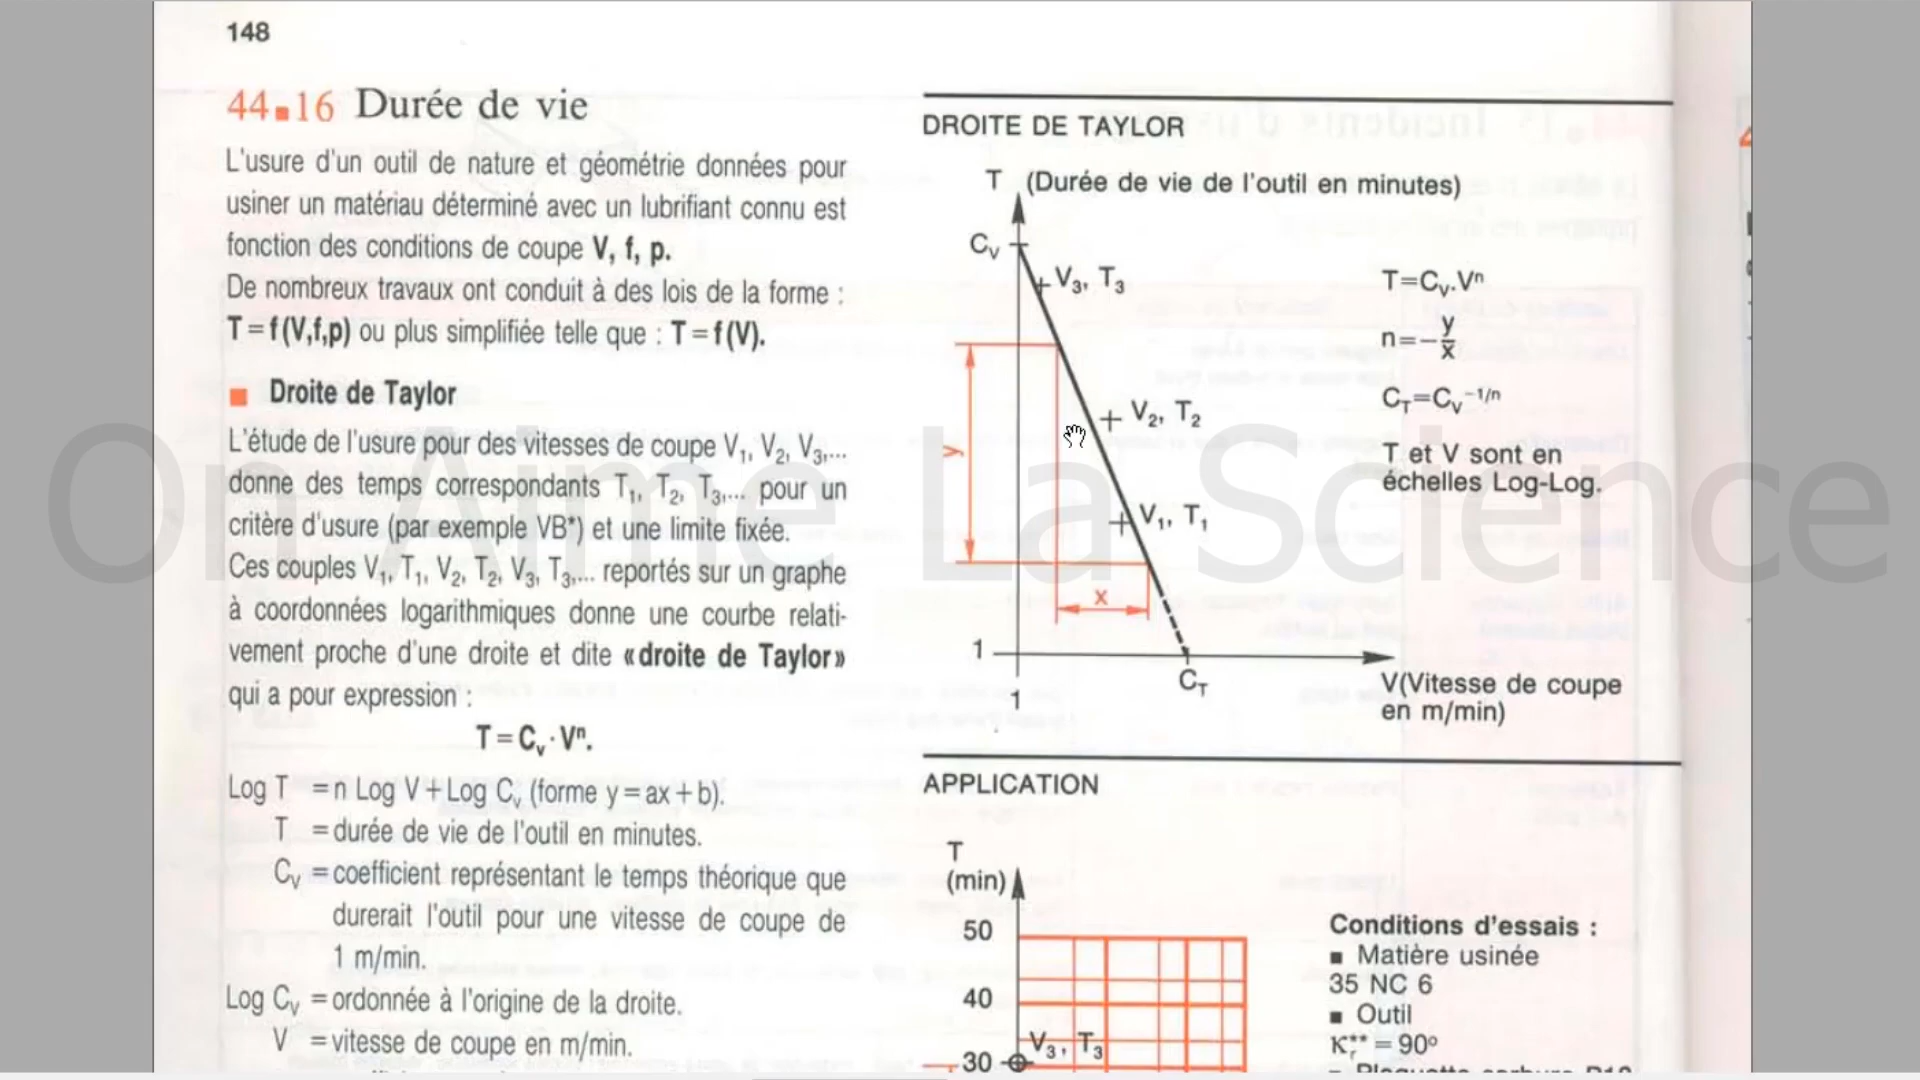 148
44.16 Durée de vie
L'usure d'un outil de nature et géométrie données pour
usiner un matériau déterminé avec un lubrifiant connu est
fonction des conditions de coupe V, f, p.
De nombreux travaux ont conduit à des lois de la forme :
T = f (V,f,p) ou plus simplifiée telle que : T = f (V).
■ Droite de Taylor
L'étude de l'usure pour des vitesses de coupe V₁, V₂, V₃,...
donne des temps correspondants T₁, T₂, T₃,... pour un
critère d'usure (par exemple VB*) et une limite fixée.
Ces couples V₁, T₁, V₂, T₂, V₃, T₃,... reportés sur un graphe
à coordonnées logarithmiques donne une courbe relati-
vement proche d'une droite et dite «droite de Taylor»
qui a pour expression :
T = Cᵥ · Vⁿ.
Log T = n Log V + Log Cᵥ (forme y = ax + b).
T = durée de vie de l'outil en minutes.
Cᵥ = coefficient représentant le temps théorique que
durerait l'outil pour une vitesse de coupe de
1 m/min.
Log Cᵥ = ordonnée à l'origine de la droite.
V = vitesse de coupe en m/min.
DROITE DE TAYLOR
T (Durée de vie de l'outil en minutes)
Cᵥ
V₃, T₃
V₂, T₂
V₁, T₁
y
x
1
1
C_T
V(Vitesse de coupe
en m/min)
T=Cᵥ.Vⁿ
n=-y/x
C_T=Cᵥ⁻¹/ⁿ
T et V sont en
échelles Log-Log.
APPLICATION
T
(min)
50
40
30
V₃, T₃
Conditions d'essais :
■ Matière usinée
35 NC 6
■ Outil
Kᵣ** = 90º
On Aime La Science